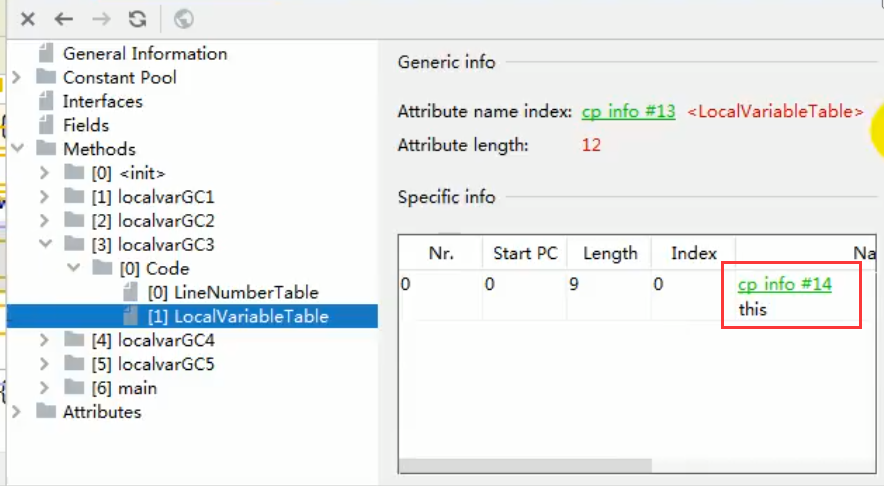 General Information
Constant Pool
Interfaces
Fields
Methods
[0] <init>
[1] localvarGC1
[2] localvarGC2
[3] localvarGC3
[0] Code
[0] LineNumberTable
[1] LocalVariableTable
[4] localvarGC4
[5] localvarGC5
[6] main
Attributes
Generic info
Attribute name index: cp info #13 <LocalVariableTable>
Attribute length: 12
Specific info
Nr. Start PC Length Index Na
0 0 9 0 cp info #14
this